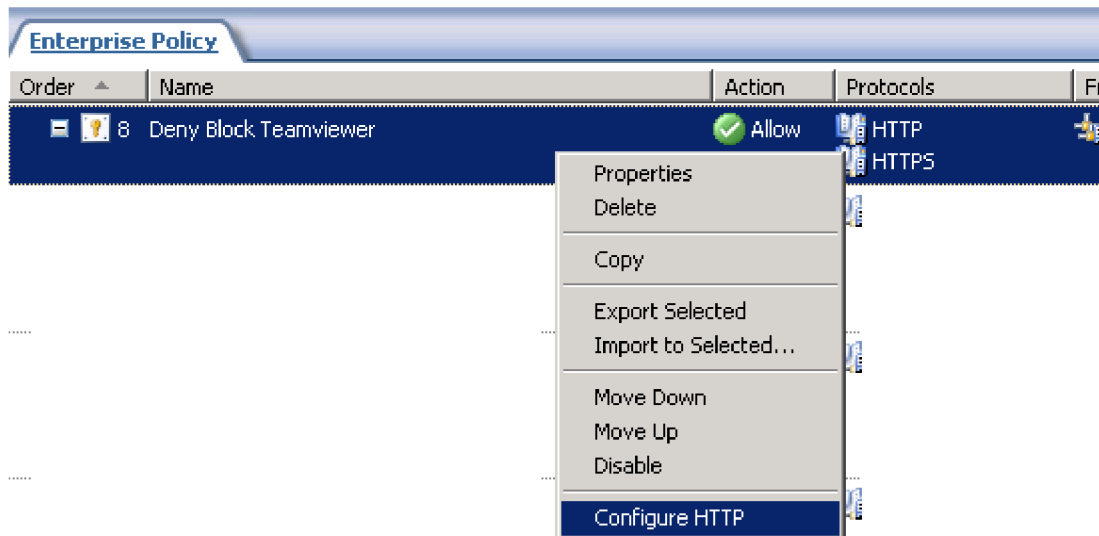 Enterprise Policy
Order Name Action Protocols
8 Deny Block Teamviewer Allow HTTP
HTTPS
Properties
Delete
Copy
Export Selected
Import to Selected...
Move Down
Move Up
Disable
Configure HTTP